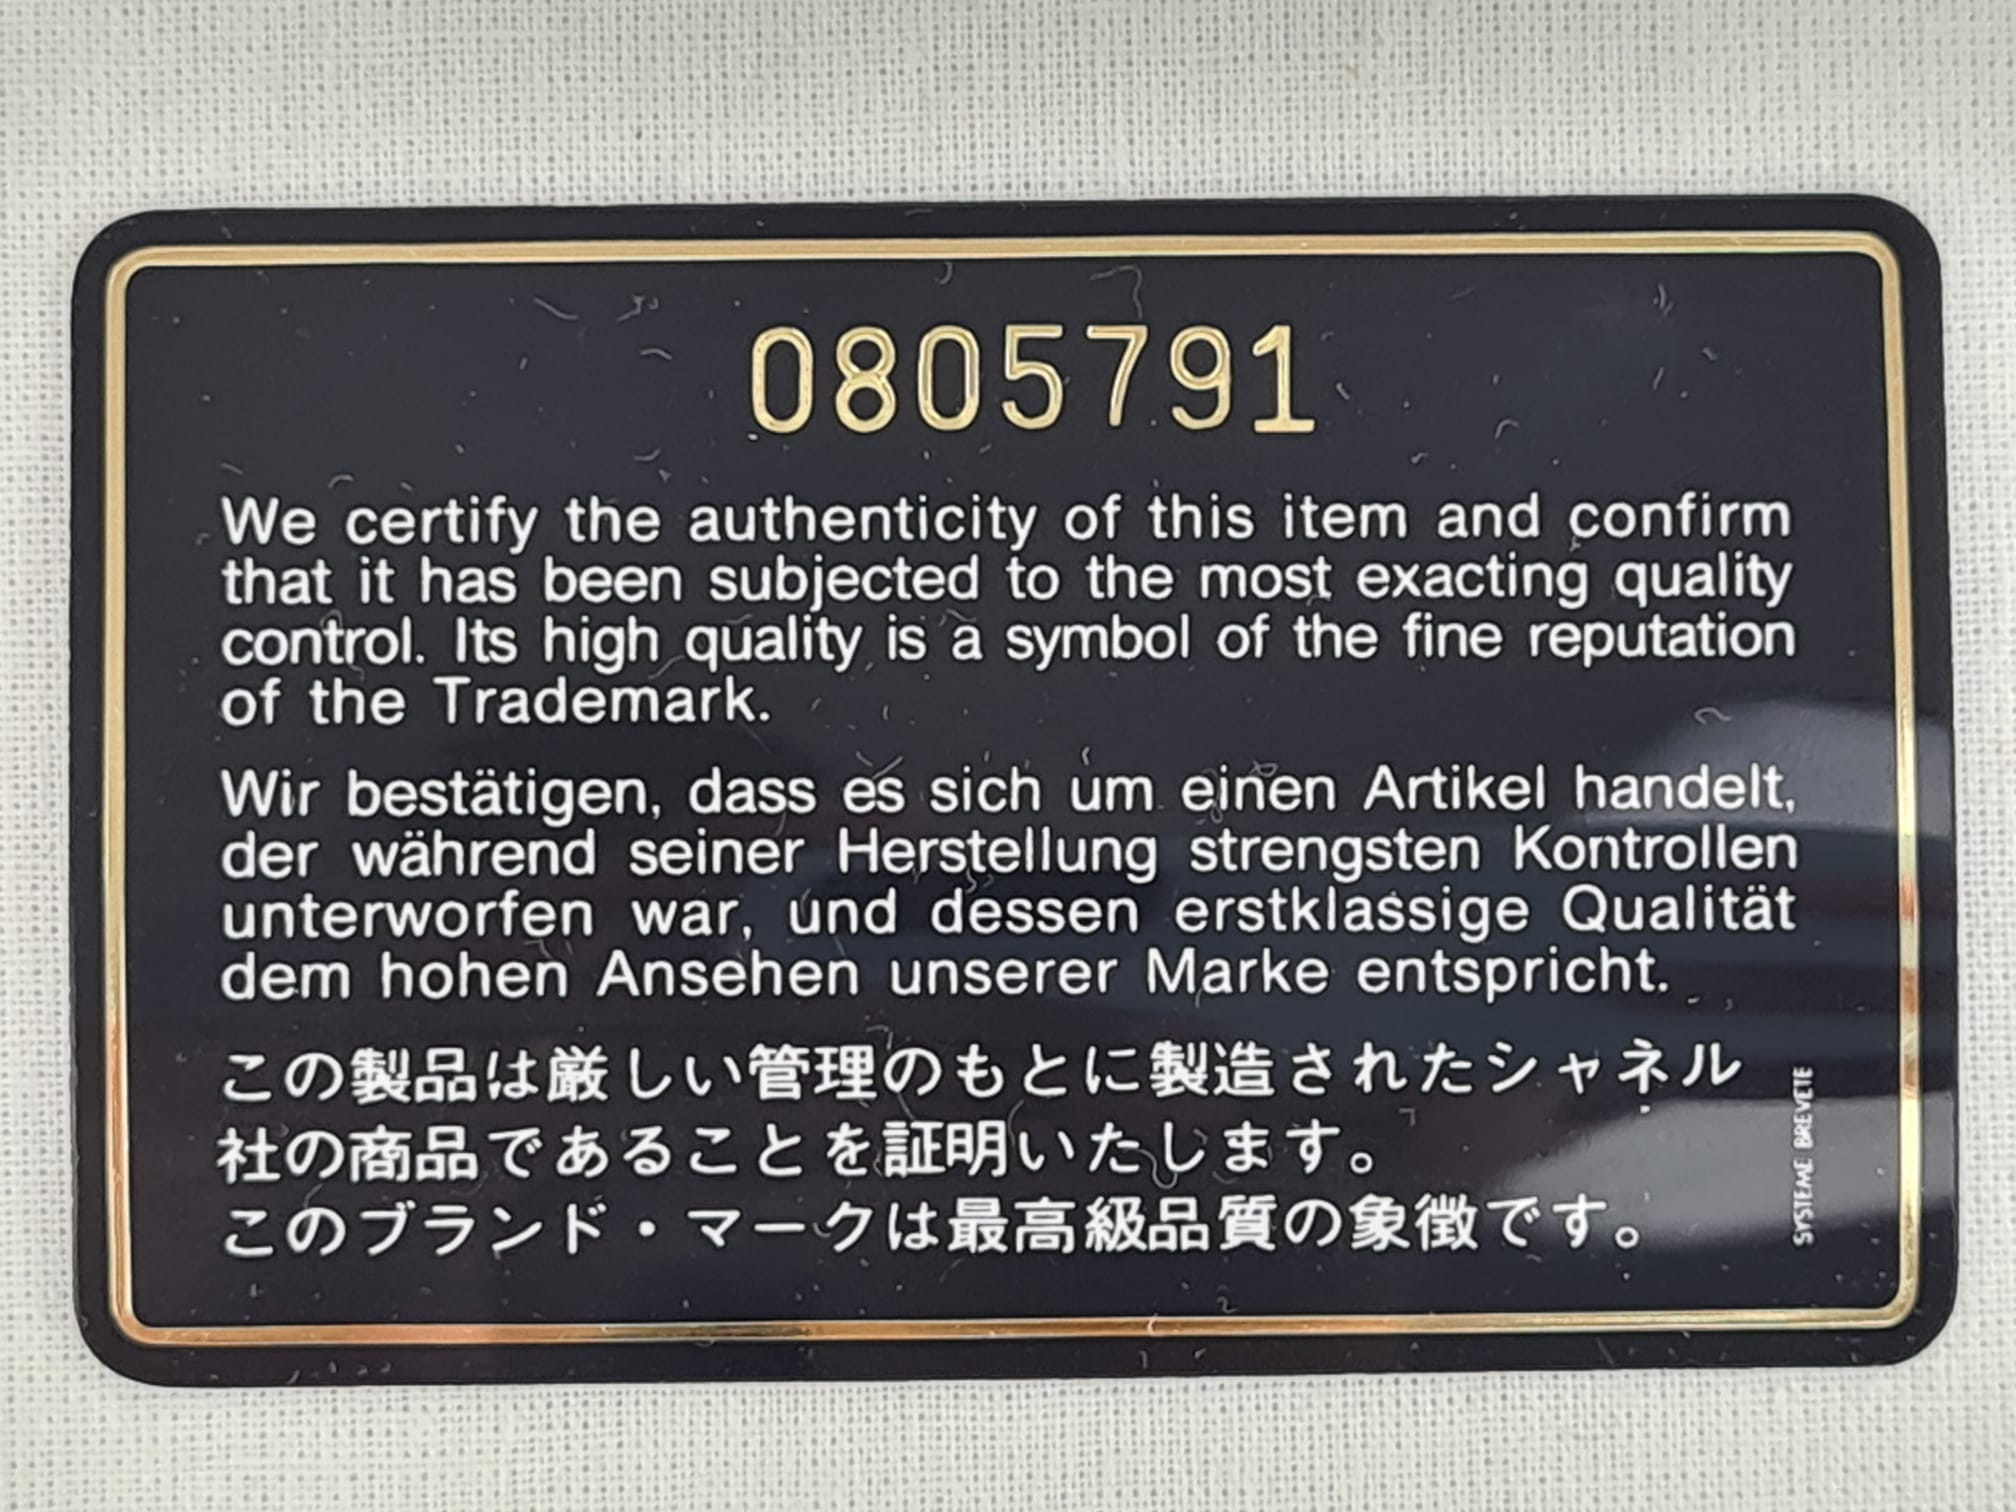 0805791
We certify the authenticity of this item and confirm
that it has been subjected to the most exacting quality
control. Its high quality is a symbol of the fine reputation
of the Trademark.
Wir bestätigen, dass es sich um einen Artikel handelt,
der während seiner Herstellung strengsten Kontrollen
unterworfen war, und dessen erstklassige Qualität
dem hohen Ansehen unserer Marke entspricht.
この製品は厳しい管理のもとに製造されたシャネル
社の商品であることを証明いたします。
このブランド・マークは最高級品質の象徴です。
SYSTEME BREVETE